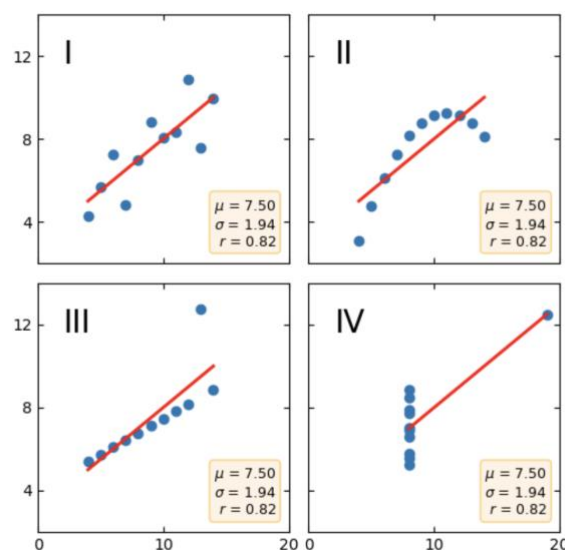 I
II
12
8
4
μ = 7.50
σ = 1.94
r = 0.82
μ = 7.50
σ = 1.94
r = 0.82
III
IV
12
8
4
μ = 7.50
σ = 1.94
r = 0.82
μ = 7.50
σ = 1.94
r = 0.82
0
10
20
0
10
20